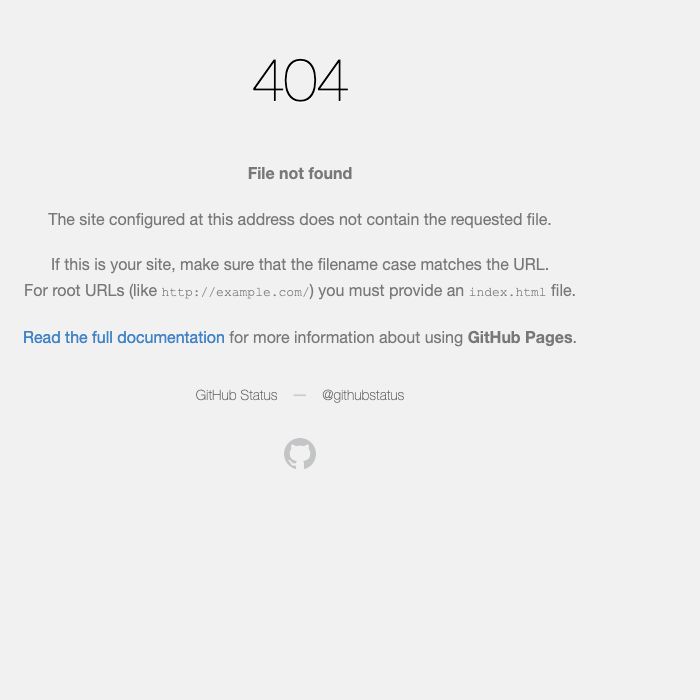 404
File not found
The site configured at this address does not contain the requested file.
If this is your site, make sure that the filename case matches the URL.
For root URLs (like http://example.com/) you must provide an index.html file.
Read the full documentation for more information about using GitHub Pages.
GitHub Status — @githubstatus